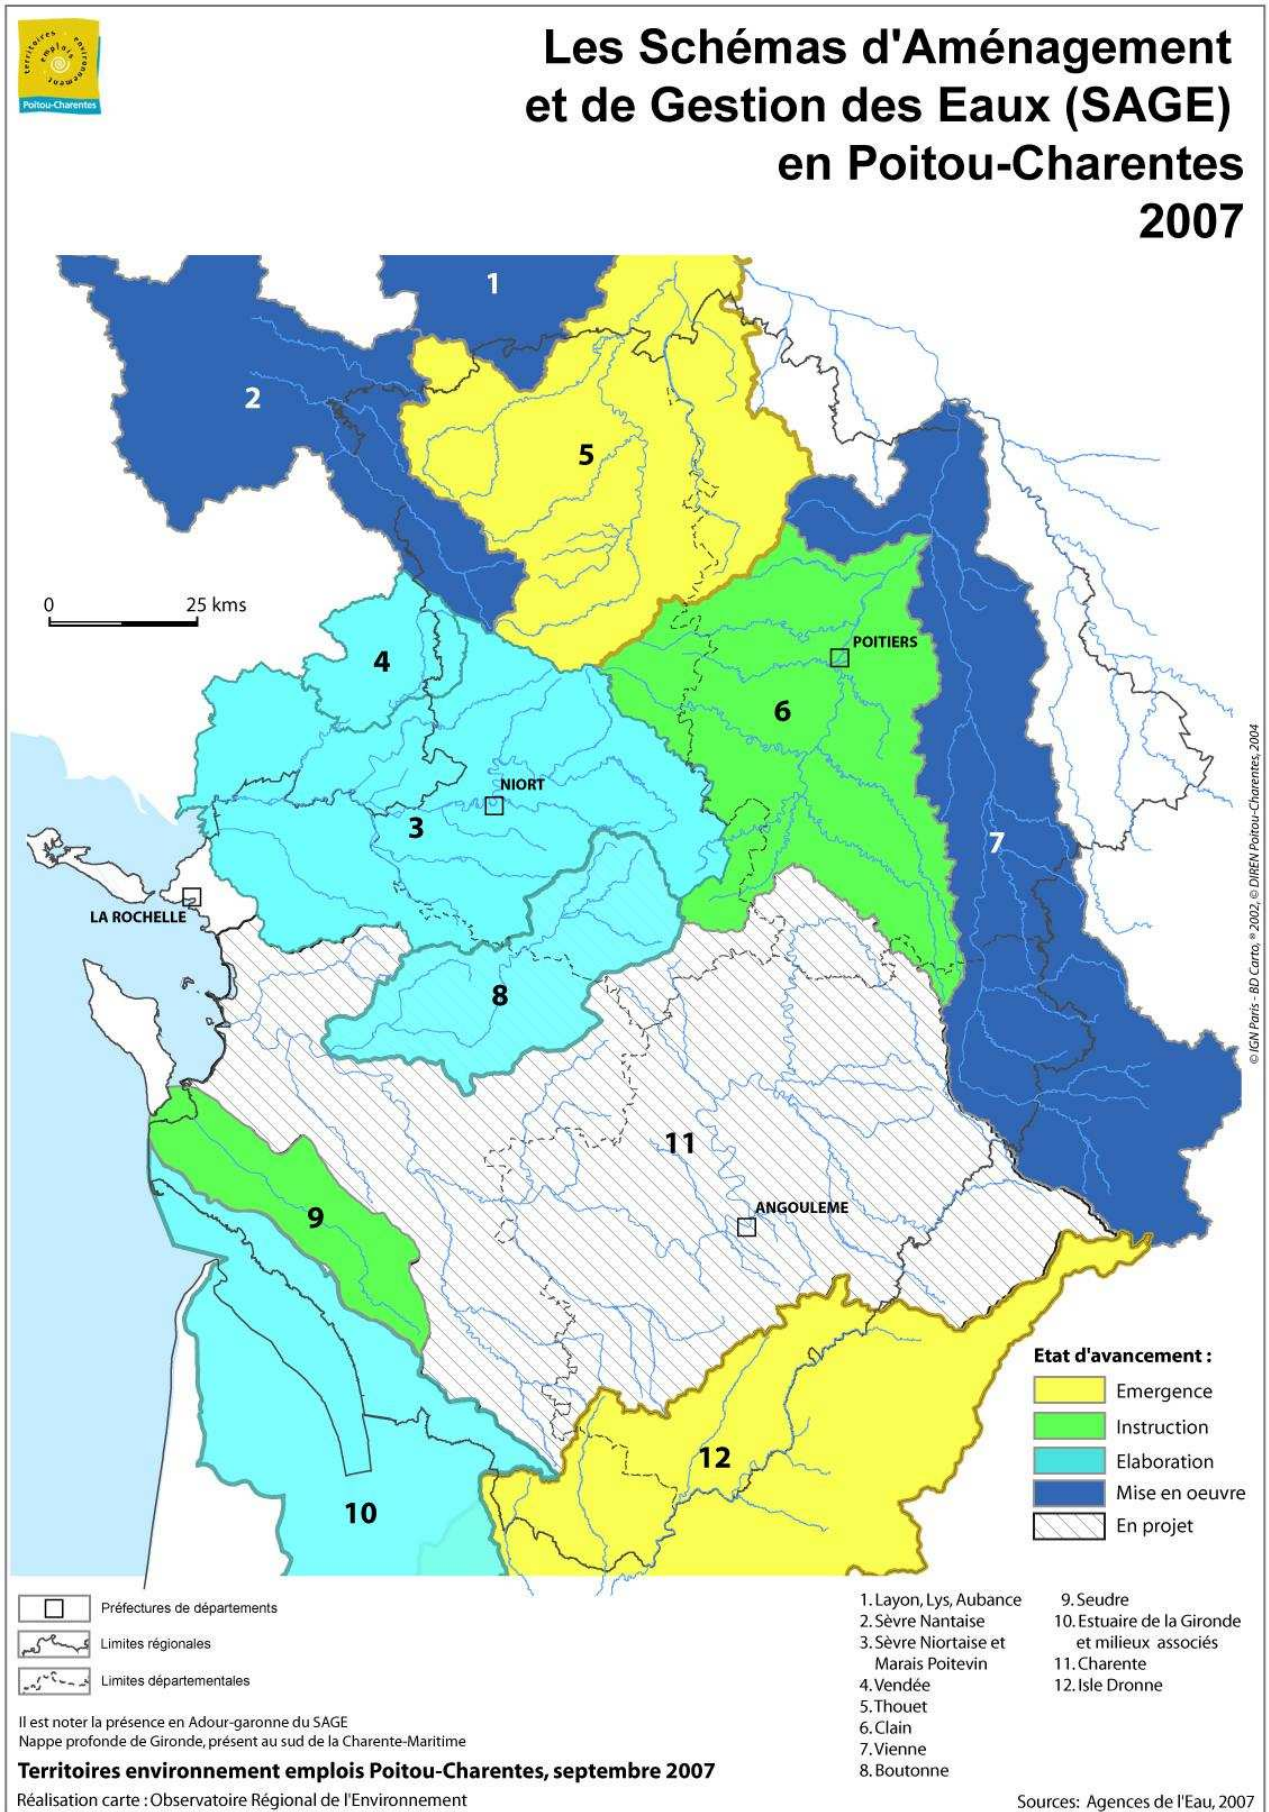 territoires environnement
emplois
Poitou-Charentes
Les Schémas d'Aménagement
et de Gestion des Eaux (SAGE)
en Poitou-Charentes
2007
1
2
5
0 25 kms
4
POITIERS
6
NIORT
3
7
LA ROCHELLE
8
11
ANGOULEME
9
10
12
© IGN Paris - BD Carto, ® 2002, © DIREN Poitou-Charentes, 2004
Etat d'avancement :
Emergence
Instruction
Elaboration
Mise en oeuvre
En projet
Préfectures de départements
Limites régionales
Limites départementales
Il est noter la présence en Adour-garonne du SAGE
Nappe profonde de Gironde, présent au sud de la Charente-Maritime
Territoires environnement emplois Poitou-Charentes, septembre 2007
Réalisation carte : Observatoire Régional de l'Environnement
1. Layon, Lys, Aubance
2. Sèvre Nantaise
3. Sèvre Niortaise et
Marais Poitevin
4. Vendée
5. Thouet
6. Clain
7. Vienne
8. Boutonne
9. Seudre
10. Estuaire de la Gironde
et milieux associés
11. Charente
12. Isle Dronne
Sources: Agences de l'Eau, 2007